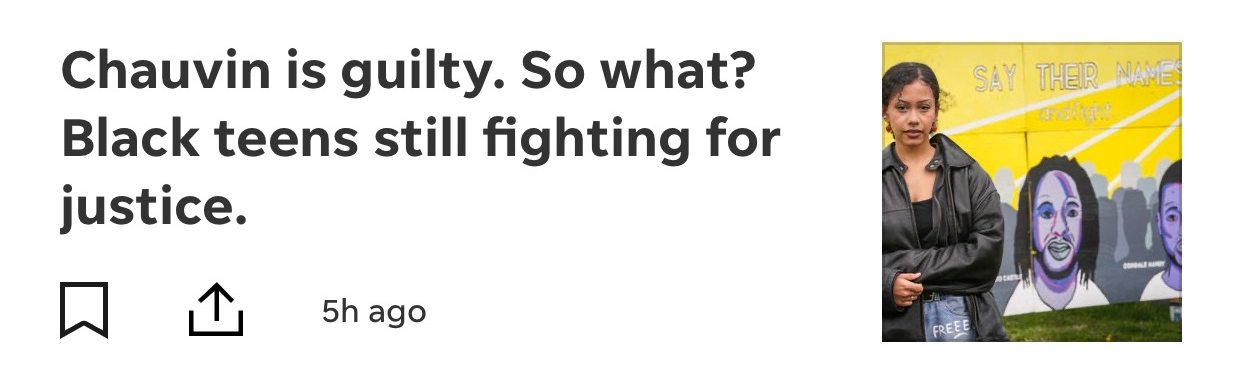 Chauvin is guilty. So what?
Black teens still fighting for
justice.
5h ago
SAY THEIR NAMES
and fight
FREEE